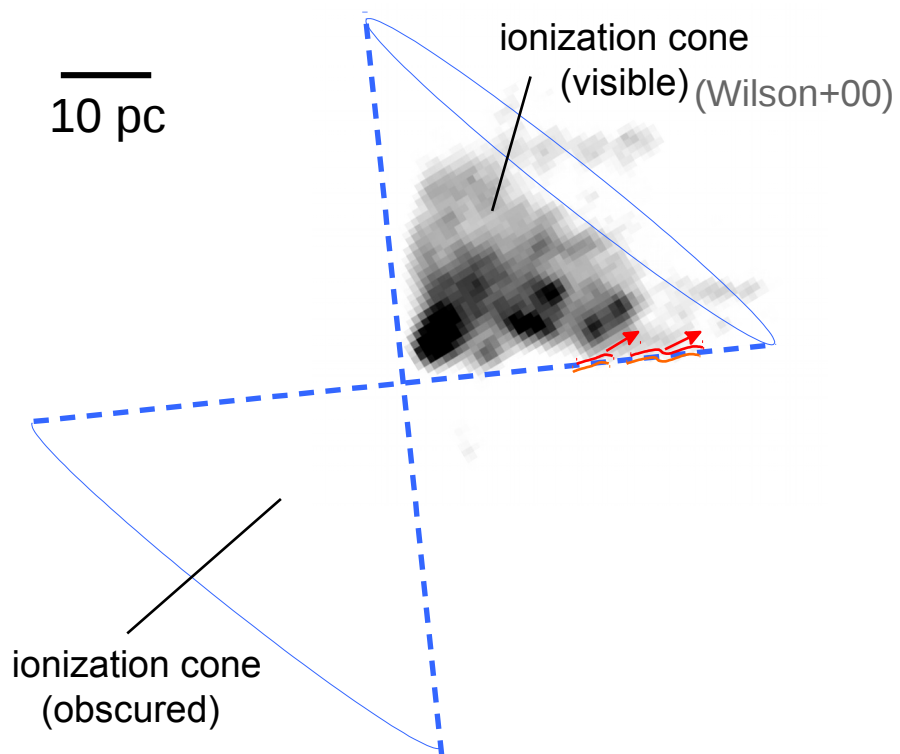 ionization cone
(visible) (Wilson+00)
10 pc
ionization cone
(obscured)